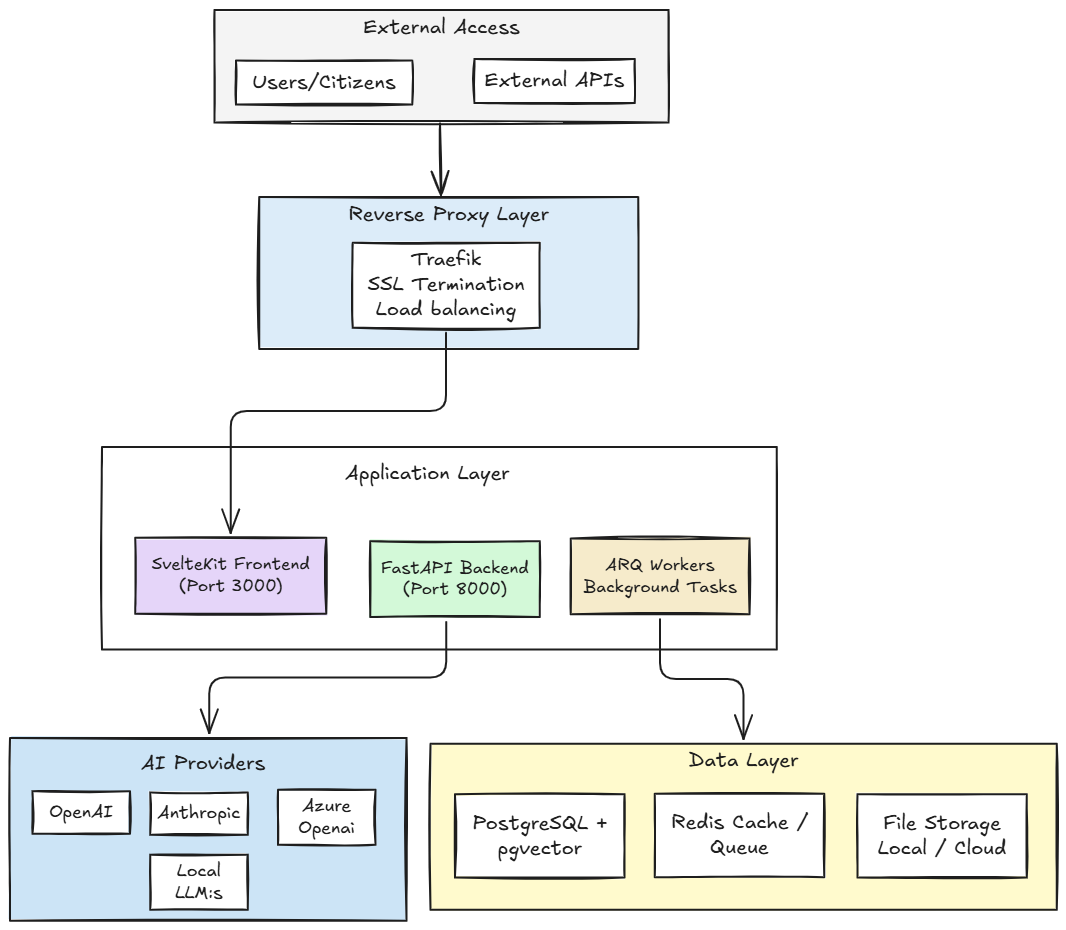 External Access
Users/Citizens
External APIs
Reverse Proxy Layer
Traefik
SSL Termination
Load balancing
Application Layer
SvelteKit Frontend
(Port 3000)
FastAPI Backend
(Port 8000)
ARQ Workers
Background Tasks
AI Providers
OpenAI
Anthropic
Azure
Openai
Local
LLM:s
Data Layer
PostgreSQL +
pgvector
Redis Cache /
Queue
File Storage
Local / Cloud